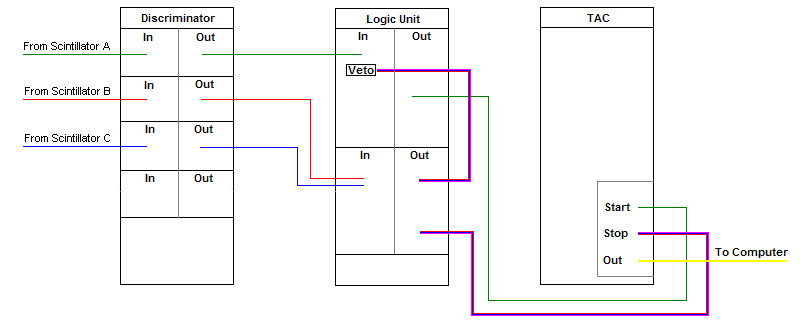 Discriminator
Logic Unit
TAC
In Out
In Out
From Scintillator A
Veto
In Out
From Scintillator B
In Out
From Scintillator C
In Out
In Out
Start
Stop
To Computer
Out